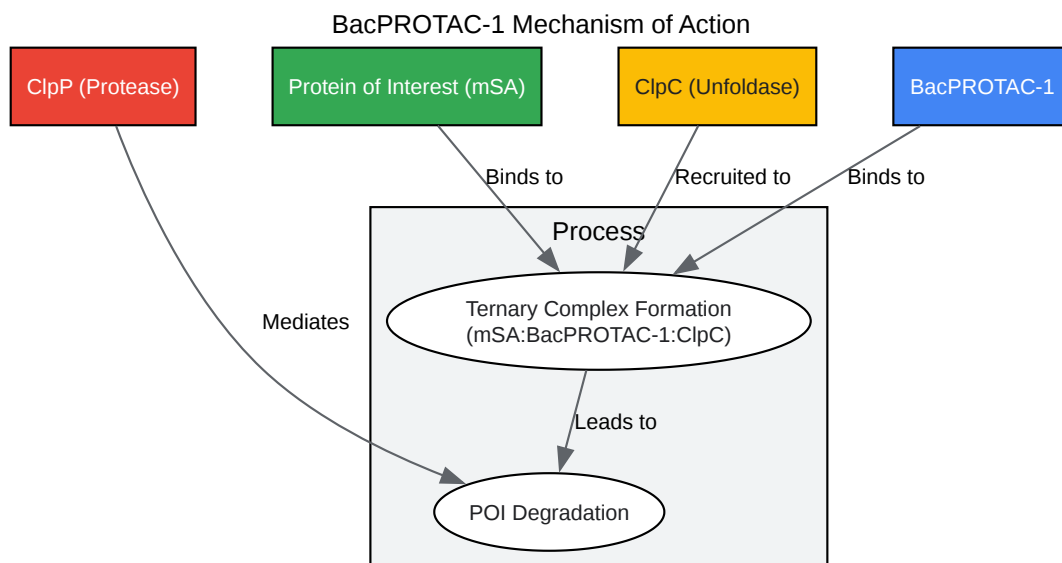 BacPROTAC-1 Mechanism of Action
ClpP (Protease)
Protein of Interest (mSA)
ClpC (Unfoldase)
BacPROTAC-1
Binds to
Recruited to
Binds to
Process
Ternary Complex Formation
(mSA:BacPROTAC-1:ClpC)
Mediates
Leads to
POI Degradation